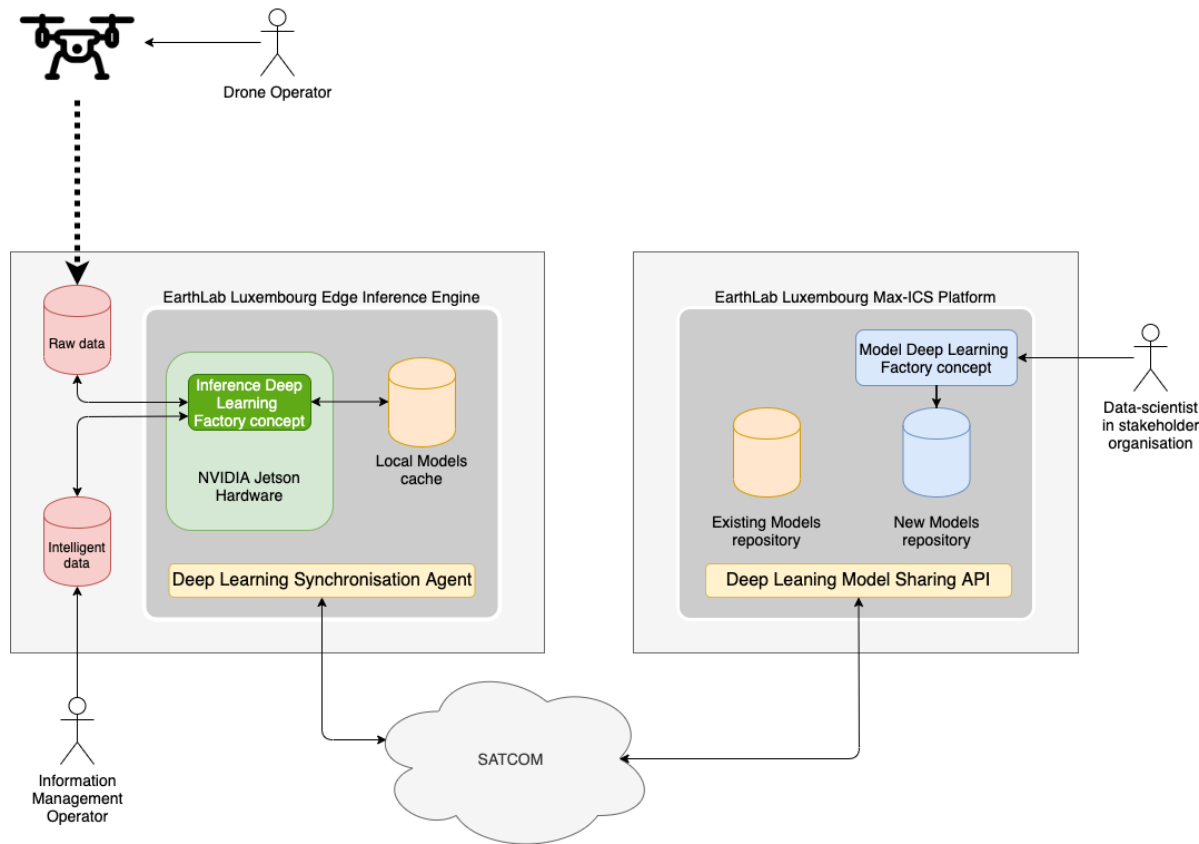 Drone Operator
EarthLab Luxembourg Edge Inference Engine
Raw data
Inference Deep
Learning
Factory concept
NVIDIA Jetson
Hardware
Local Models
cache
Intelligent
data
Deep Learning Synchronisation Agent
Information
Management
Operator
SATCOM
EarthLab Luxembourg Max-ICS Platform
Model Deep Learning
Factory concept
Existing Models
repository
New Models
repository
Deep Leaning Model Sharing API
Data-scientist
in stakeholder
organisation